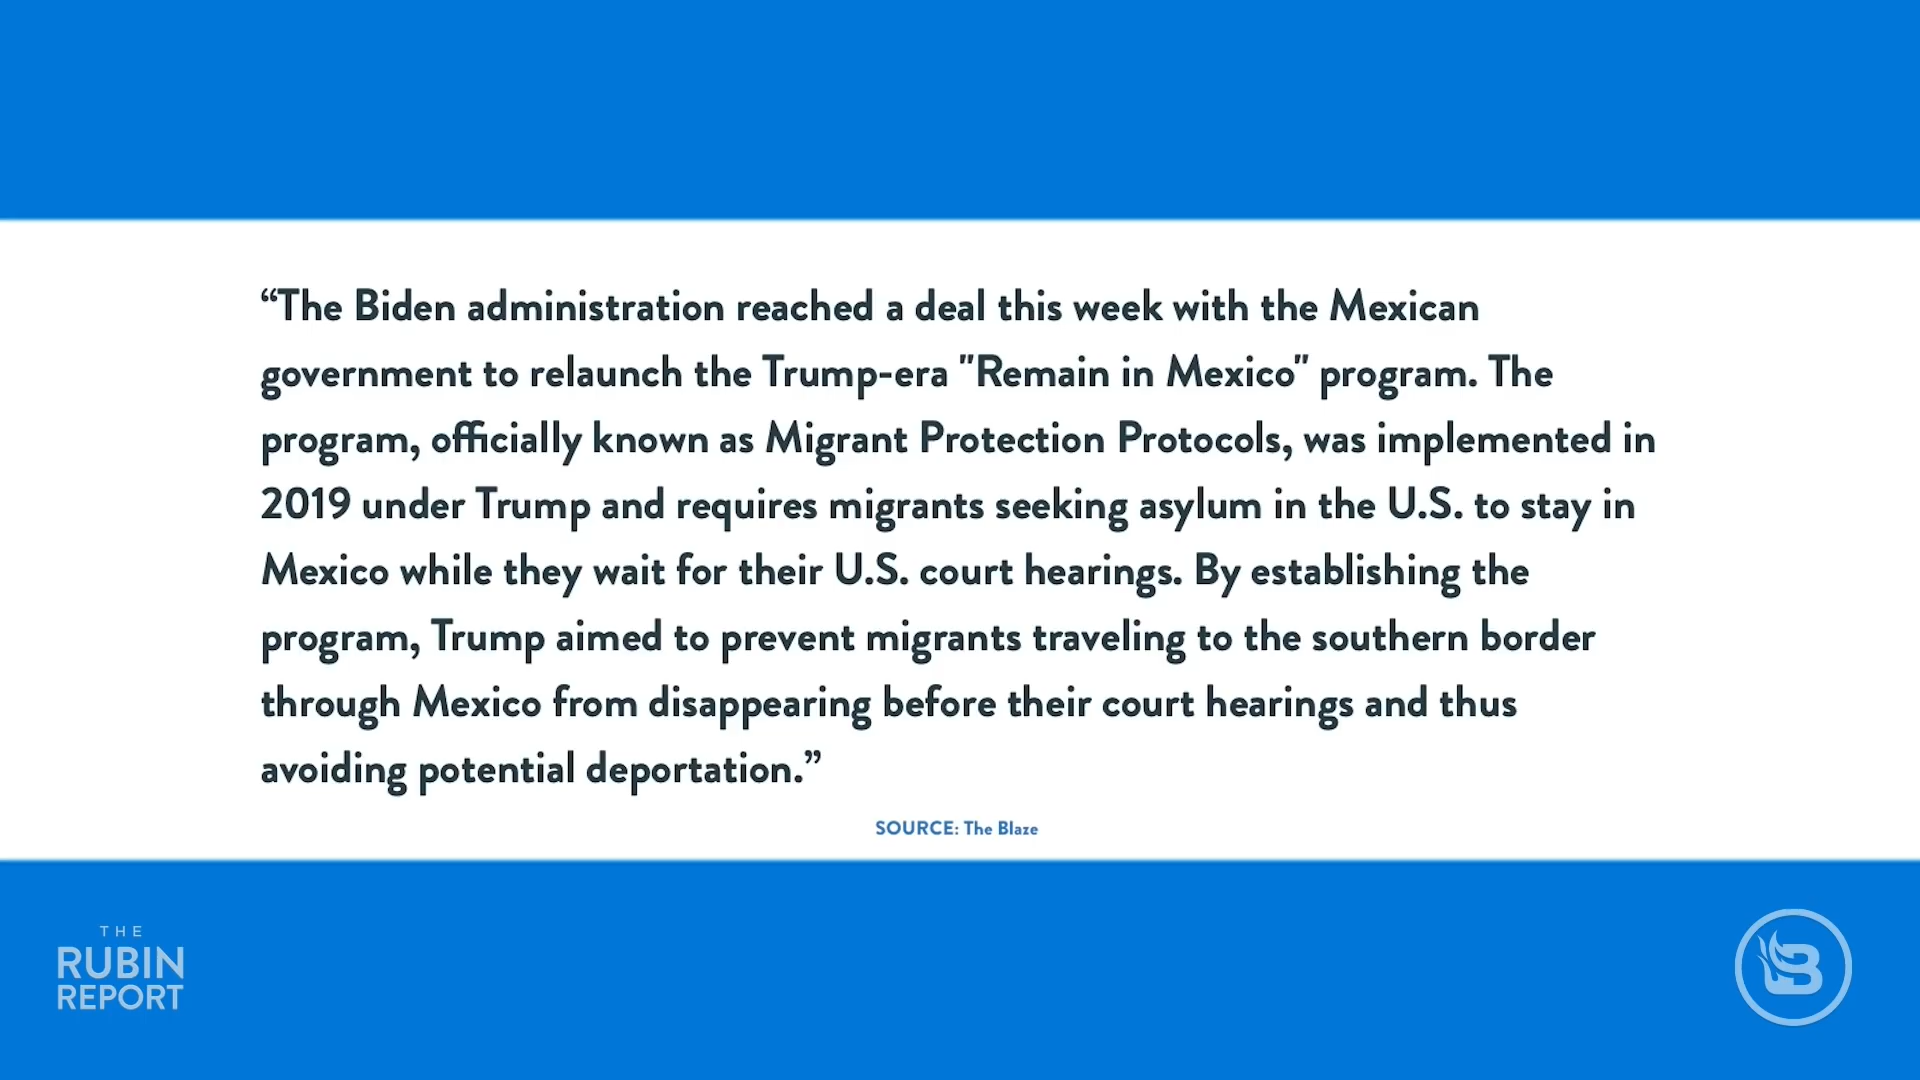 “The Biden administration reached a deal this week with the Mexican
government to relaunch the Trump-era "Remain in Mexico" program. The
program, officially known as Migrant Protection Protocols, was implemented in
2019 under Trump and requires migrants seeking asylum in the U.S. to stay in
Mexico while they wait for their U.S. court hearings. By establishing the
program, Trump aimed to prevent migrants traveling to the southern border
through Mexico from disappearing before their court hearings and thus
avoiding potential deportation.”
SOURCE: The Blaze
THE
RUBIN
REPORT
B